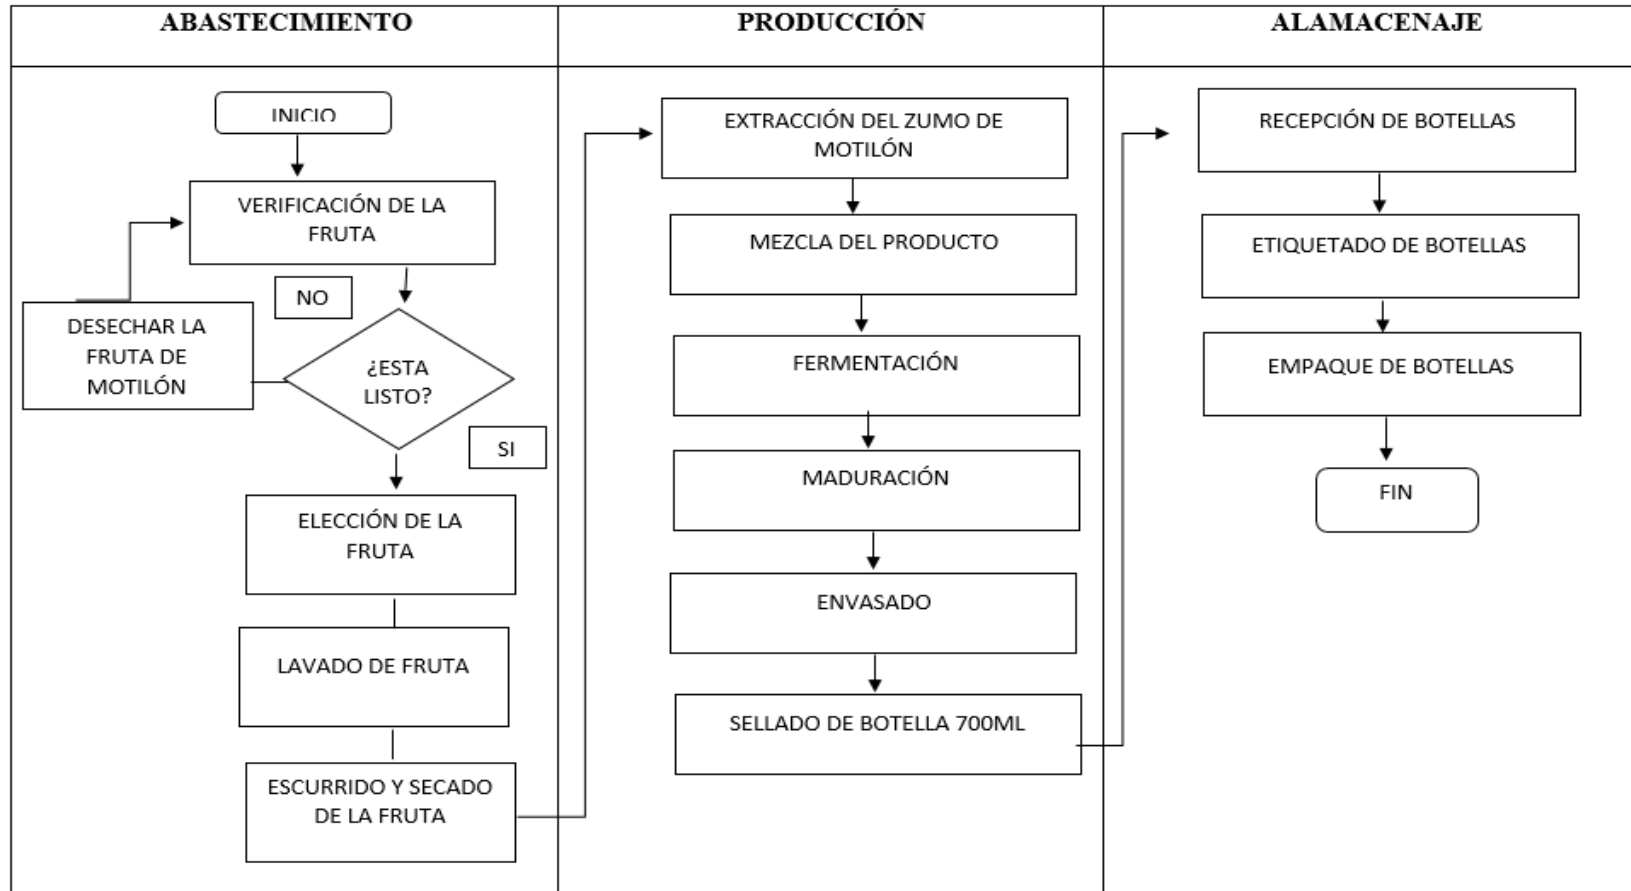 ABASTECIMIENTO
PRODUCCIÓN
ALAMACENAJE
INICIO
VERIFICACIÓN DE LA
FRUTA
NO
DESECHAR LA
FRUTA DE
MOTILÓN
¿ESTA
LISTO?
SI
ELECCIÓN DE LA
FRUTA
LAVADO DE FRUTA
ESCURRIDO Y SECADO
DE LA FRUTA
EXTRACCIÓN DEL ZUMO DE
MOTILÓN
MEZCLA DEL PRODUCTO
FERMENTACIÓN
MADURACIÓN
ENVASADO
SELLADO DE BOTELLA 700ML
RECEPCIÓN DE BOTELLAS
ETIQUETADO DE BOTELLAS
EMPAQUE DE BOTELLAS
FIN